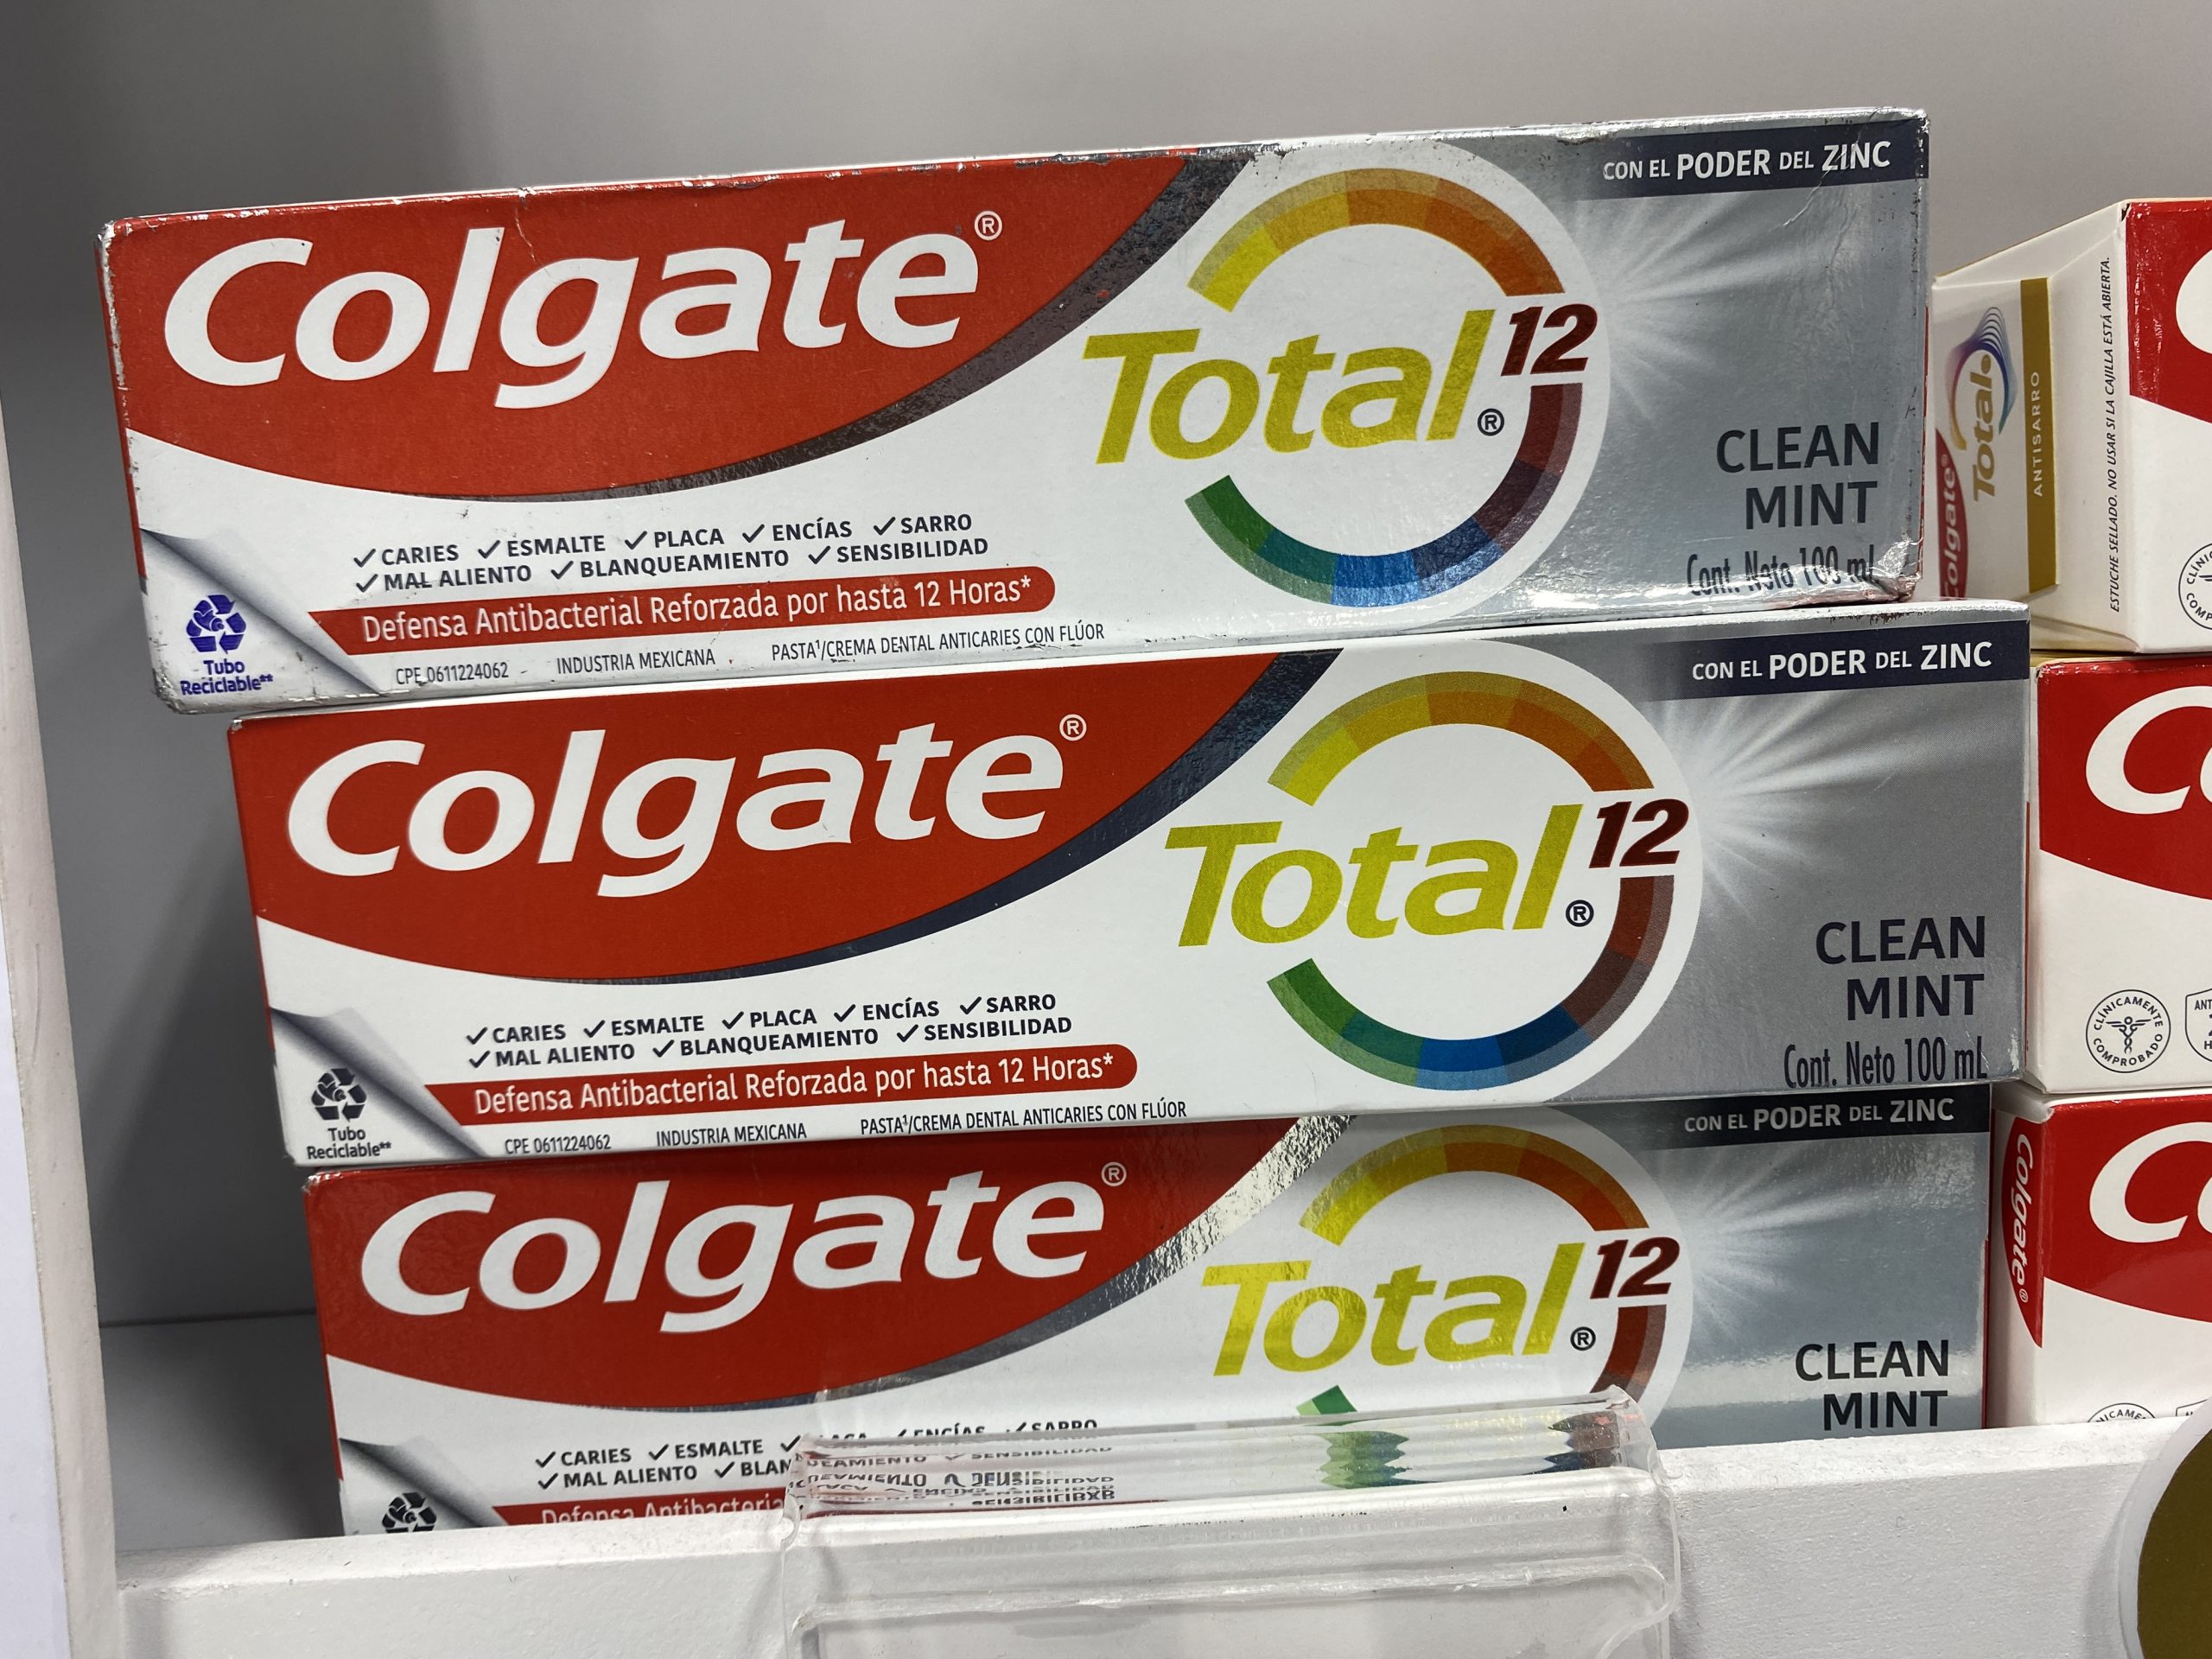 Colgate®
CON EL PODER DEL ZINC
Total 12®
CLEAN
MINT
Cont. Neto 100 mL
✓CARIES ✓ESMALTE ✓PLACA ✓ENCÍAS ✓SARRO
✓MAL ALIENTO ✓BLANQUEAMIENTO ✓SENSIBILIDAD
Defensa Antibacterial Reforzada por hasta 12 Horas*
Tubo
Reciclable**
CPE 0611224062 INDUSTRIA MEXICANA PASTA¹/CREMA DENTAL ANTICARIES CON FLÚOR
Colgate®
CON EL PODER DEL ZINC
Total 12®
CLEAN
MINT
Cont. Neto 100 mL
✓CARIES ✓ESMALTE ✓PLACA ✓ENCÍAS ✓SARRO
✓MAL ALIENTO ✓BLANQUEAMIENTO ✓SENSIBILIDAD
Defensa Antibacterial Reforzada por hasta 12 Horas*
Tubo
Reciclable**
CPE 0611224062 INDUSTRIA MEXICANA PASTA¹/CREMA DENTAL ANTICARIES CON FLÚOR
Colgate®
CON EL PODER DEL ZINC
Total 12®
CLEAN
MINT
✓CARIES ✓ESMALTE ✓ENCÍAS ✓SARRO
✓MAL ALIENTO
Defensa
Colgate®
Total
ANTISARRO
ESTUCHE SELLADO. NO USAR SI LA CAJILLA ESTÁ ABIERTA.
CLÍNICAMENTE
COMPROBADO
Colgate®